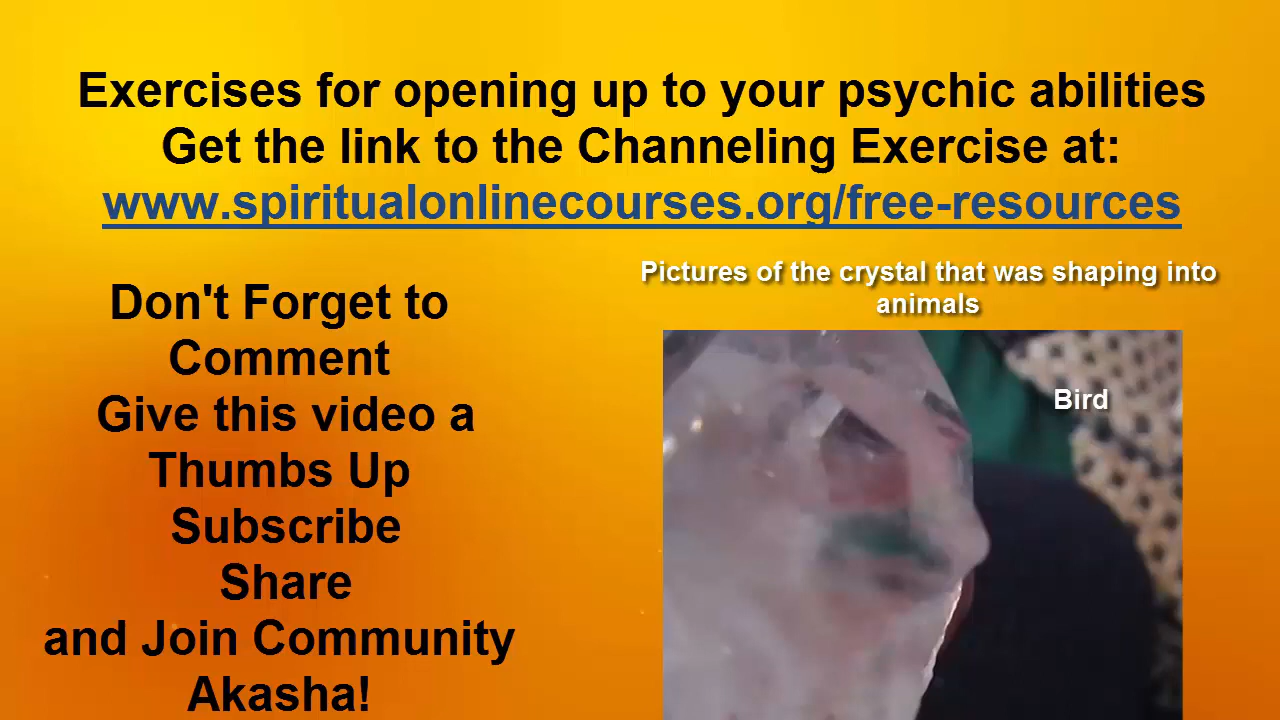 Exercises for opening up to your psychic abilities
Get the link to the Channeling Exercise at:
www.spiritualonlinecourses.org/free-resources
Don't Forget to
Comment
Give this video a
Thumbs Up
Subscribe
Share
and Join Community
Akasha!
Pictures of the crystal that was shaping into
animals
Bird